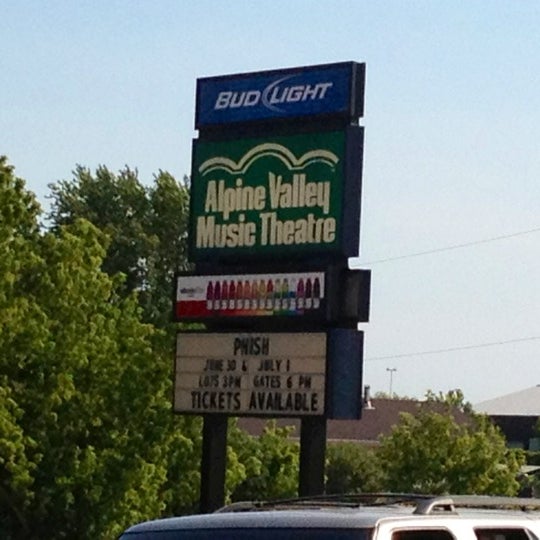 BUD LIGHT
Alpine Valley
Music Theatre
PHISH
JUNE 30 & JULY 1
LOTS 3PM GATES 6 PM
TICKETS AVAILABLE